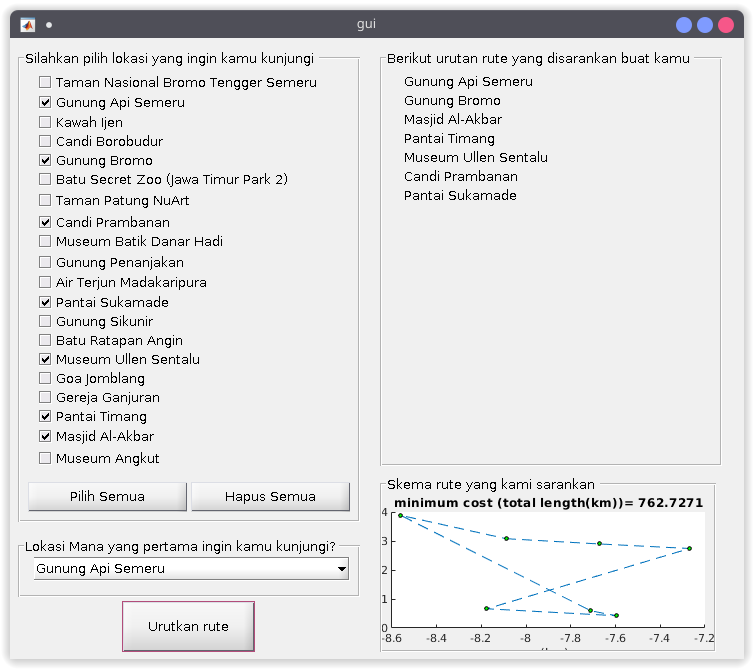 gui
Silahkan pilih lokasi yang ingin kamu kunjungi
Taman Nasional Bromo Tengger Semeru
Gunung Api Semeru
Kawah Ijen
Candi Borobudur
Gunung Bromo
Batu Secret Zoo (Jawa Timur Park 2)
Taman Patung NuArt
Candi Prambanan
Museum Batik Danar Hadi
Gunung Penanjakan
Air Terjun Madakaripura
Pantai Sukamade
Gunung Sikunir
Batu Ratapan Angin
Museum Ullen Sentalu
Goa Jomblang
Gereja Ganjuran
Pantai Timang
Masjid Al-Akbar
Museum Angkut
Pilih Semua
Hapus Semua
Lokasi Mana yang pertama ingin kamu kunjungi?
Gunung Api Semeru
Urutkan rute
Berikut urutan rute yang disarankan buat kamu
Gunung Api Semeru
Gunung Bromo
Masjid Al-Akbar
Pantai Timang
Museum Ullen Sentalu
Candi Prambanan
Pantai Sukamade
Skema rute yang kami sarankan
minimum cost (total length(km))= 762.7271
4
3
2
1
0
-8.6 -8.4 -8.2 -8 -7.8 -7.6 -7.4 -7.2